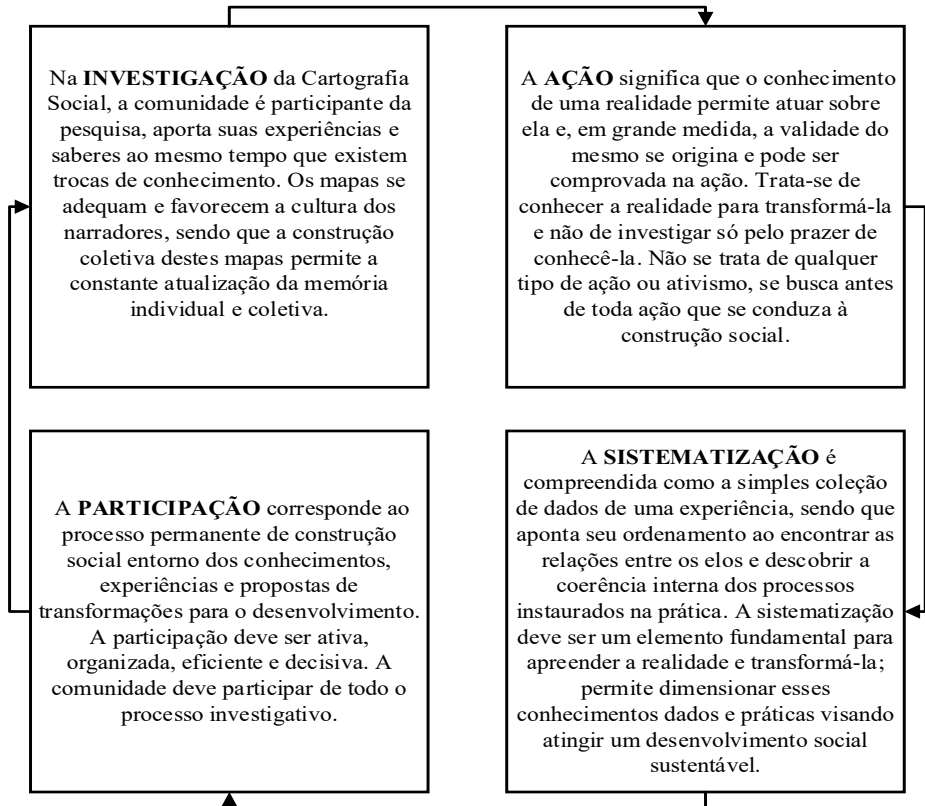 Na INVESTIGAÇÃO da Cartografia
Social, a comunidade é participante da
pesquisa, aporta suas experiências e
saberes ao mesmo tempo que existem
trocas de conhecimento. Os mapas se
adequam e favorecem a cultura dos
narradores, sendo que a construção
coletiva destes mapas permite a
constante atualização da memória
individual e coletiva.
A AÇÃO significa que o conhecimento
de uma realidade permite atuar sobre
ela e, em grande medida, a validade do
mesmo se origina e pode ser
comprovada na ação. Trata-se de
conhecer a realidade para transformá-la
e não de investigar só pelo prazer de
conhecê-la. Não se trata de qualquer
tipo de ação ou ativismo, se busca antes
de toda ação que se conduza à
construção social.
A PARTICIPAÇÃO corresponde ao
processo permanente de construção
social entorno dos conhecimentos,
experiências e propostas de
transformações para o desenvolvimento.
A participação deve ser ativa,
organizada, eficiente e decisiva. A
comunidade deve participar de todo o
processo investigativo.
A SISTEMATIZAÇÃO é
compreendida como a simples coleção
de dados de uma experiência, sendo que
aponta seu ordenamento ao encontrar as
relações entre os elos e descobrir a
coerência interna dos processos
instaurados na prática. A sistematização
deve ser um elemento fundamental para
apreender a realidade e transformá-la;
permite dimensionar esses
conhecimentos dados e práticas visando
atingir um desenvolvimento social
sustentável.